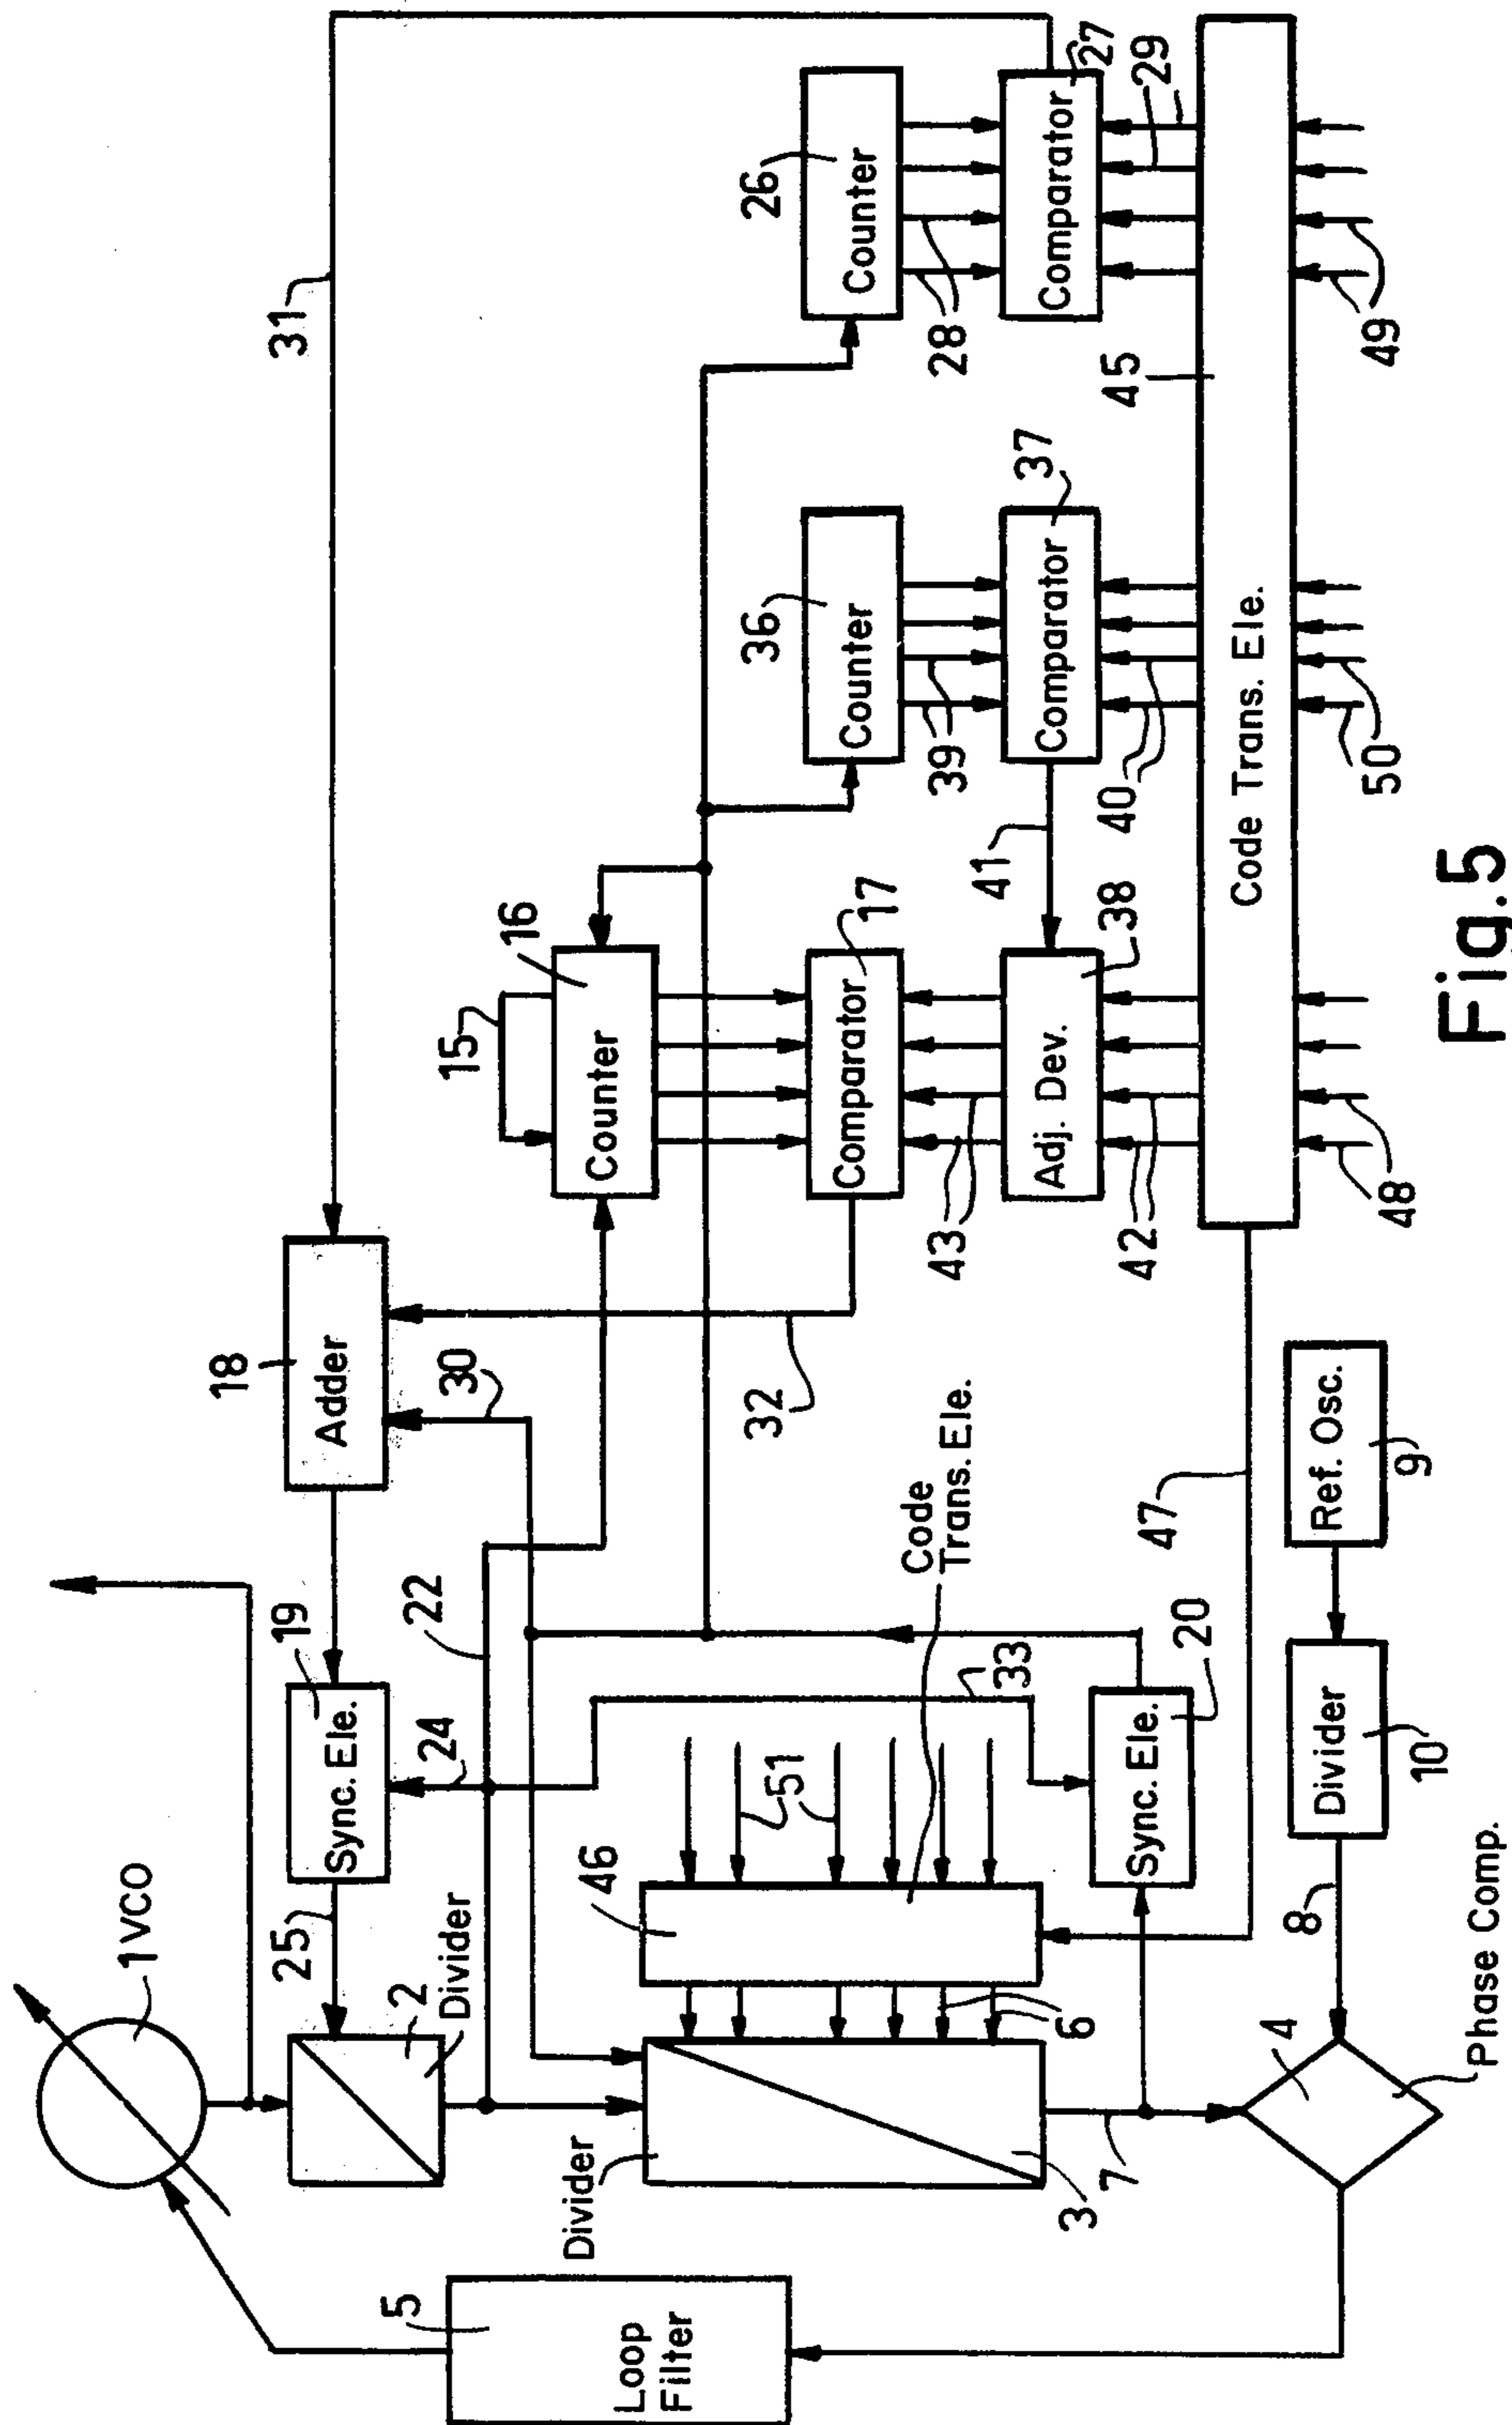 1 VCO
25
19
Sync. Ele.
18
Adder
31
2
Divider
24
22
30
15
16
Counter
5
Loop
Filter
Divider
3
6
46
51
33
Code
Trans. Ele.
32
17
Comparator
43
Adj. Dev.
38
42
41
36
Counter
39
Comparator
37
40
26
Counter
28
Comparator
27
29
7
20
Sync. Ele.
47
45
Code Trans. Ele.
48
50
49
4
Phase Comp.
8
Divider
10
Ref. Osc.
9
Fig.5